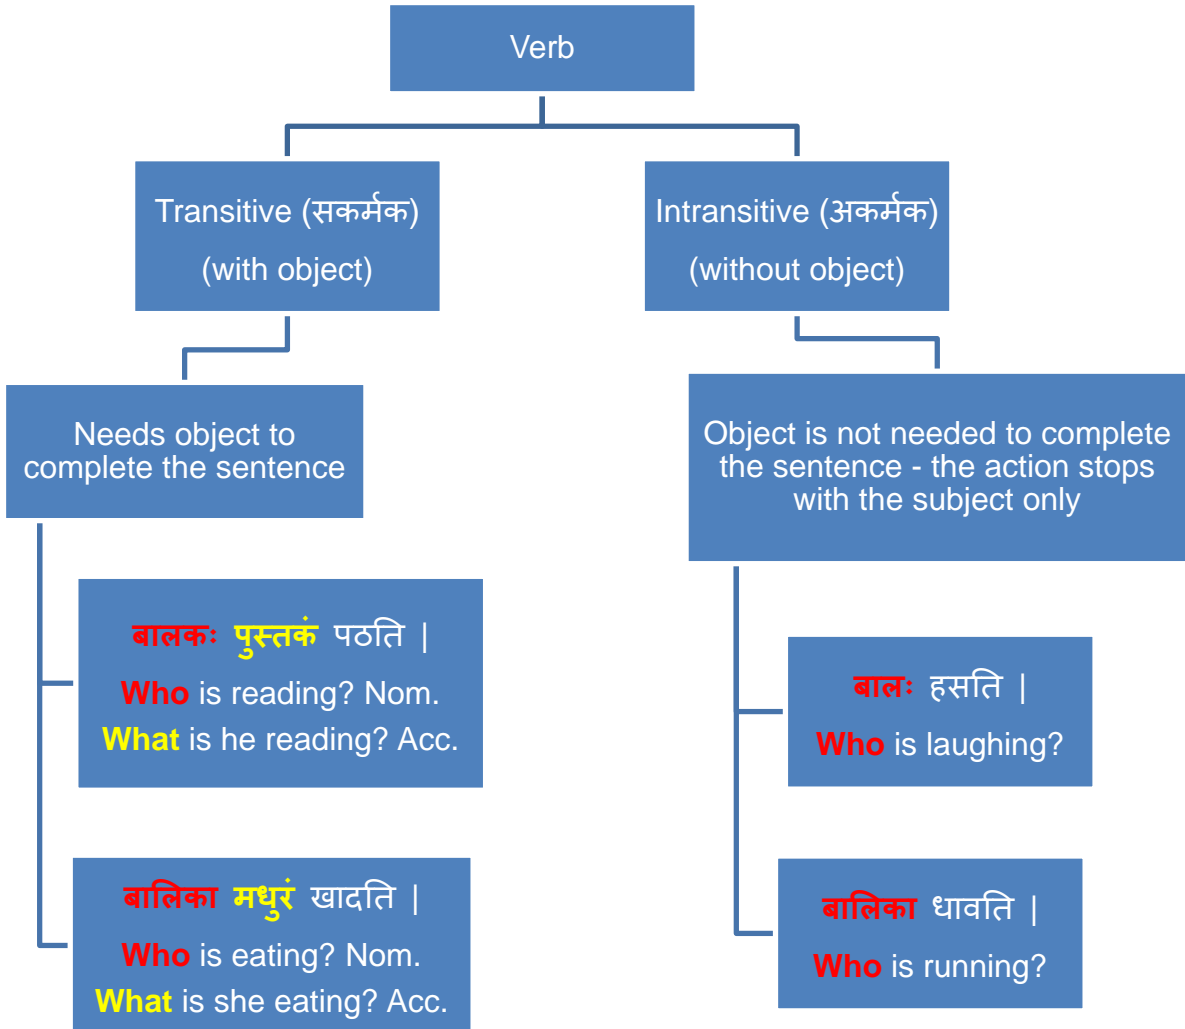 Verb
Transitive (सकर्मक)
(with object)
Intransitive (अकर्मक)
(without object)
Needs object to
complete the sentence
Object is not needed to complete
the sentence - the action stops
with the subject only
बालकः पुस्तकं पठति |
Who is reading? Nom.
What is he reading? Acc.
बालिका मधुरं खादति |
Who is eating? Nom.
What is she eating? Acc.
बालः हसति |
Who is laughing?
बालिका धावति |
Who is running?